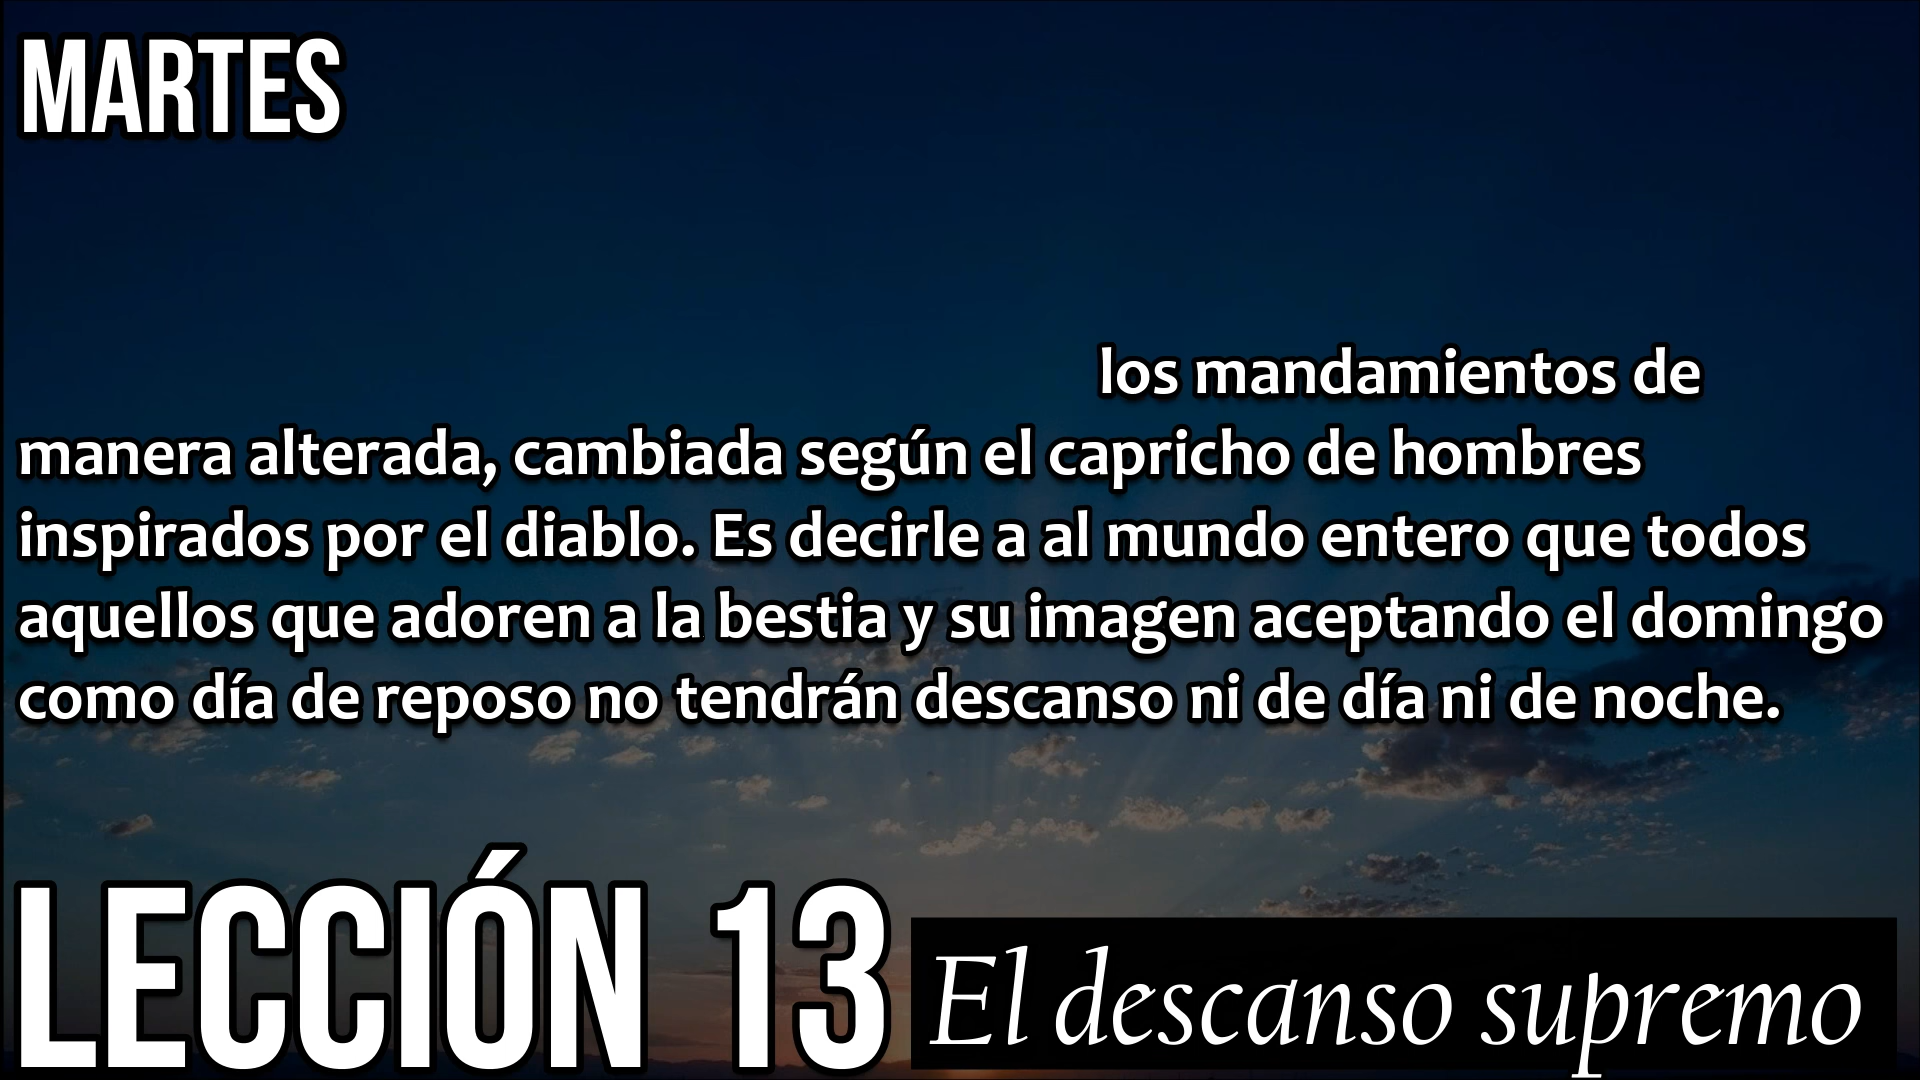 MARTES
los mandamientos de
manera alterada, cambiada según el capricho de hombres
inspirados por el diablo. Es decirle a al mundo entero que todos
aquellos que adoren a la bestia y su imagen aceptando el domingo
como día de reposo no tendrán descanso ni de día ni de noche.
LECCIÓN 13 El descanso supremo